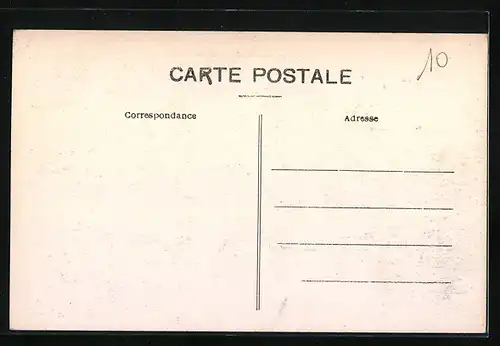 10
CARTE POSTALE
Correspondance
Adresse